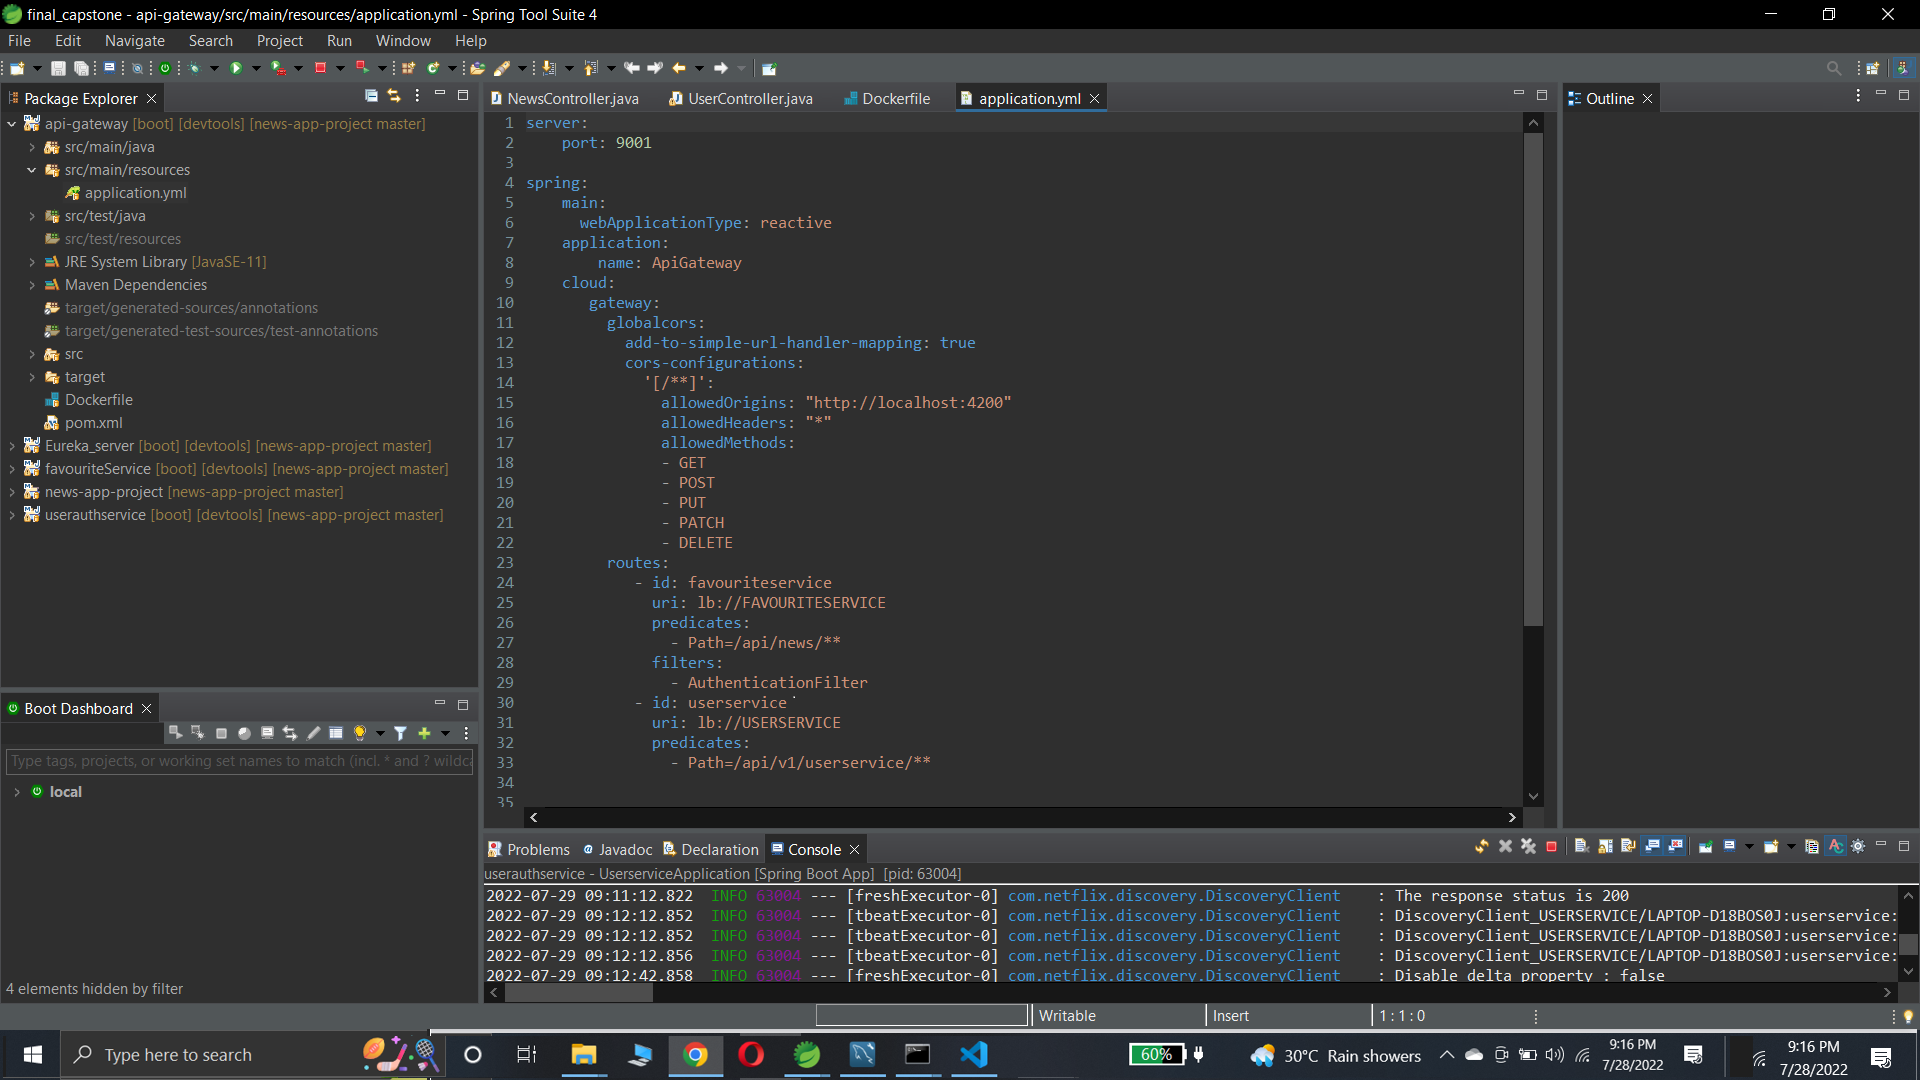 final_capstone - api-gateway/src/main/resources/application.yml - Spring Tool Suite 4
File Edit Navigate Search Project Run Window Help
Package Explorer
api-gateway [boot] [devtools] [news-app-project master]
src/main/java
src/main/resources
application.yml
src/test/java
src/test/resources
JRE System Library [JavaSE-11]
Maven Dependencies
target/generated-sources/annotations
target/generated-test-sources/test-annotations
src
target
Dockerfile
pom.xml
Eureka_server [boot] [devtools] [news-app-project master]
favouriteService [boot] [devtools] [news-app-project master]
news-app-project [news-app-project master]
userauthservice [boot] [devtools] [news-app-project master]
Boot Dashboard
Type tags, projects, or working set names to match (incl. * and ? wildca
local
4 elements hidden by filter
NewsController.java UserController.java Dockerfile application.yml
1 server:
2 port: 9001
3
4 spring:
5 main:
6 webApplicationType: reactive
7 application:
8 name: ApiGateway
9 cloud:
10 gateway:
11 globalcors:
12 add-to-simple-url-handler-mapping: true
13 cors-configurations:
14 '[/**]':
15 allowedOrigins: "http://localhost:4200"
16 allowedHeaders: "*"
17 allowedMethods:
18 - GET
19 - POST
20 - PUT
21 - PATCH
22 - DELETE
23 routes:
24 - id: favouriteservice
25 uri: lb://FAVOURITESERVICE
26 predicates:
27 - Path=/api/news/**
28 filters:
29 - AuthenticationFilter
30 - id: userservice
31 uri: lb://USERSERVICE
32 predicates:
33 - Path=/api/v1/userservice/**
34
35
Outline
Problems Javadoc Declaration Console
userauthservice - UserserviceApplication [Spring Boot App] [pid: 63004]
2022-07-29 09:11:12.822 INFO 63004 --- [freshExecutor-0] com.netflix.discovery.DiscoveryClient : The response status is 200
2022-07-29 09:12:12.852 INFO 63004 --- [tbeatExecutor-0] com.netflix.discovery.DiscoveryClient : DiscoveryClient_USERSERVICE/LAPTOP-D18BOS0J:userservice:
2022-07-29 09:12:12.852 INFO 63004 --- [tbeatExecutor-0] com.netflix.discovery.DiscoveryClient : DiscoveryClient_USERSERVICE/LAPTOP-D18BOS0J:userservice:
2022-07-29 09:12:12.856 INFO 63004 --- [tbeatExecutor-0] com.netflix.discovery.DiscoveryClient : DiscoveryClient_USERSERVICE/LAPTOP-D18BOS0J:userservice:
2022-07-29 09:12:42.858 INFO 63004 --- [freshExecutor-0] com.netflix.discovery.DiscoveryClient : Disable delta property : false
Writable Insert 1 : 1 : 0
Type here to search
60%
30°C Rain showers
9:16 PM
7/28/2022
9:16 PM
7/28/2022